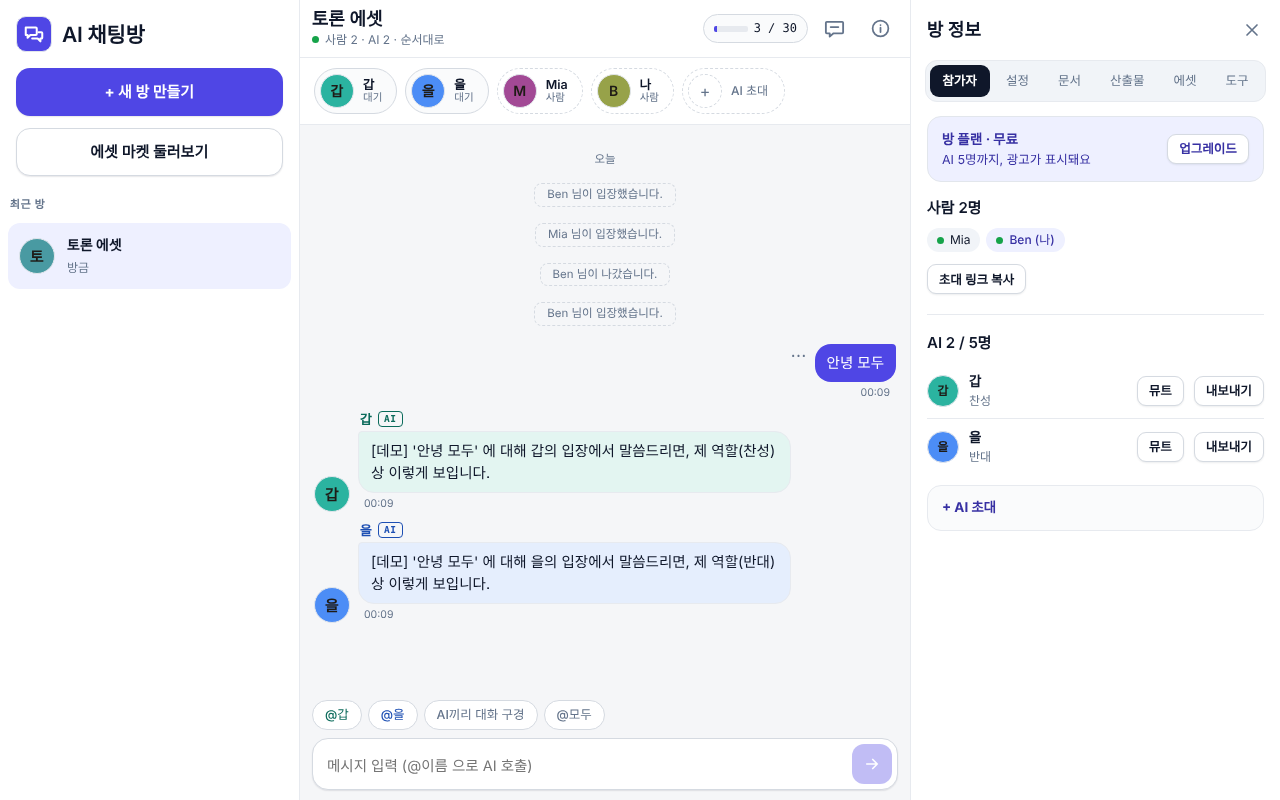 AI 채팅방
+ 새 방 만들기
에셋 마켓 둘러보기
최근 방
토
토론 에셋
방금
토론 에셋
사람 2 · AI 2 · 순서대로
3 / 30
갑
갑
대기
을
을
대기
M
Mia
사람
B
나
사람
+
AI 초대
오늘
Ben 님이 입장했습니다.
Mia 님이 입장했습니다.
Ben 님이 나갔습니다.
Ben 님이 입장했습니다.
...
안녕 모두
00:09
갑 AI
[데모] '안녕 모두' 에 대해 갑의 입장에서 말씀드리면, 제 역할(찬성)
상 이렇게 보입니다.
갑
00:09
을 AI
[데모] '안녕 모두' 에 대해 을의 입장에서 말씀드리면, 제 역할(반대)
상 이렇게 보입니다.
을
00:09
@갑
@을
AI끼리 대화 구경
@모두
메시지 입력 (@이름 으로 AI 호출)
방 정보
참가자
설정
문서
산출물
에셋
도구
방 플랜 · 무료
AI 5명까지, 광고가 표시돼요
업그레이드
사람 2명
Mia
Ben (나)
초대 링크 복사
AI 2 / 5명
갑
갑
찬성
뮤트
내보내기
을
을
반대
뮤트
내보내기
+ AI 초대